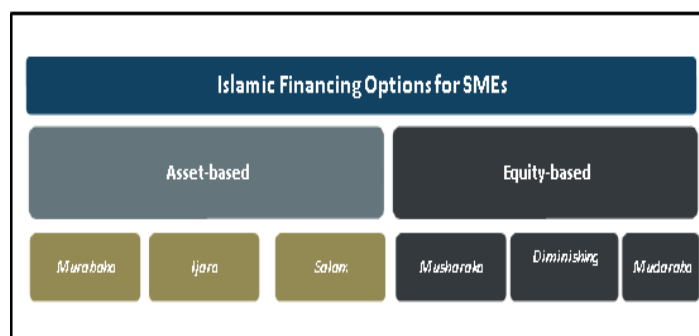 Islamic Financing Options for SMEs
Asset-based
Equity-based
Murabaha
Ijara
Salam
Musharaka
Diminishing
Mudaraba